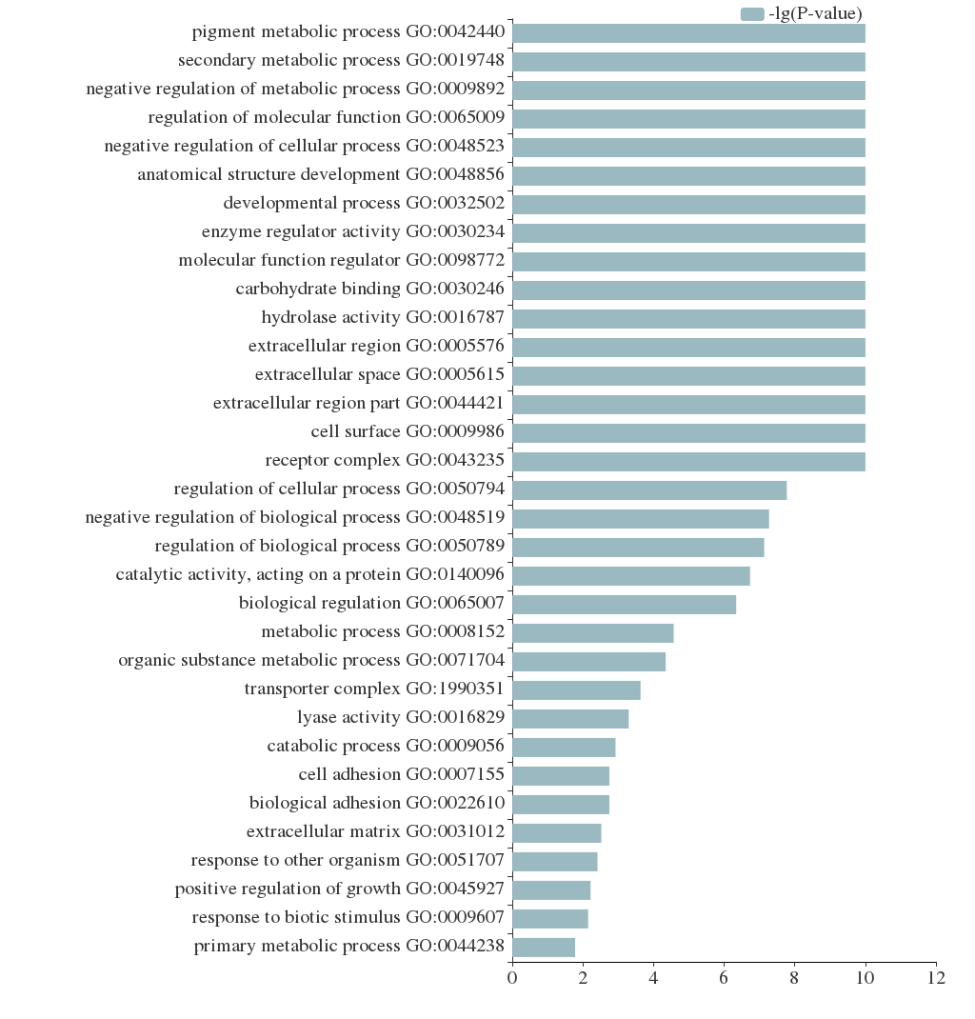 -lg(P-value)
pigment metabolic process GO:0042440
secondary metabolic process GO:0019748
negative regulation of metabolic process GO:0009892
regulation of molecular function GO:0065009
negative regulation of cellular process GO:0048523
anatomical structure development GO:0048856
developmental process GO:0032502
enzyme regulator activity GO:0030234
molecular function regulator GO:0098772
carbohydrate binding GO:0030246
hydrolase activity GO:0016787
extracellular region GO:0005576
extracellular space GO:0005615
extracellular region part GO:0044421
cell surface GO:0009986
receptor complex GO:0043235
regulation of cellular process GO:0050794
negative regulation of biological process GO:0048519
regulation of biological process GO:0050789
catalytic activity, acting on a protein GO:0140096
biological regulation GO:0065007
metabolic process GO:0008152
organic substance metabolic process GO:0071704
transporter complex GO:1990351
lyase activity GO:0016829
catabolic process GO:0009056
cell adhesion GO:0007155
biological adhesion GO:0022610
extracellular matrix GO:0031012
response to other organism GO:0051707
positive regulation of growth GO:0045927
response to biotic stimulus GO:0009607
primary metabolic process GO:0044238
0 2 4 6 8 10 12